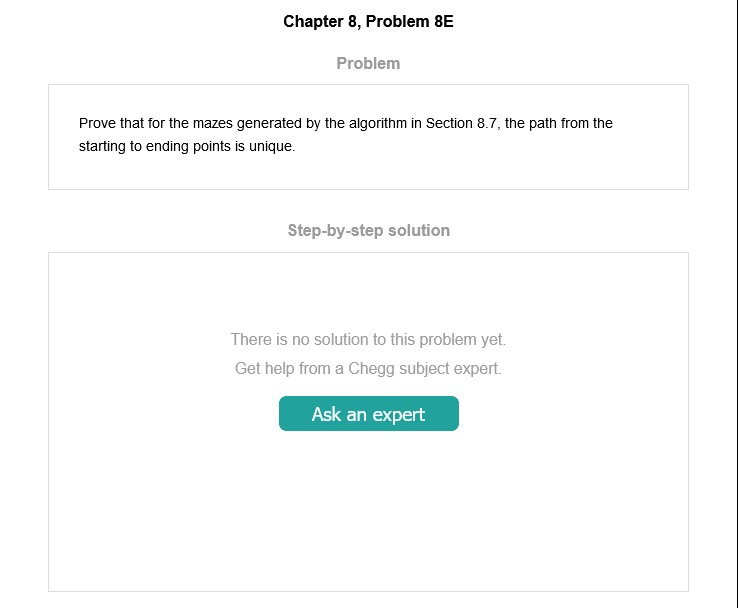 Chapter 8, Problem 8E
Problem
Prove that for the mazes generated by the algorithm in Section 8.7, the path from the
starting to ending points is unique.
Step-by-step solution
There is no solution to this problem yet.
Get help from a Chegg subject expert.
Ask an expert